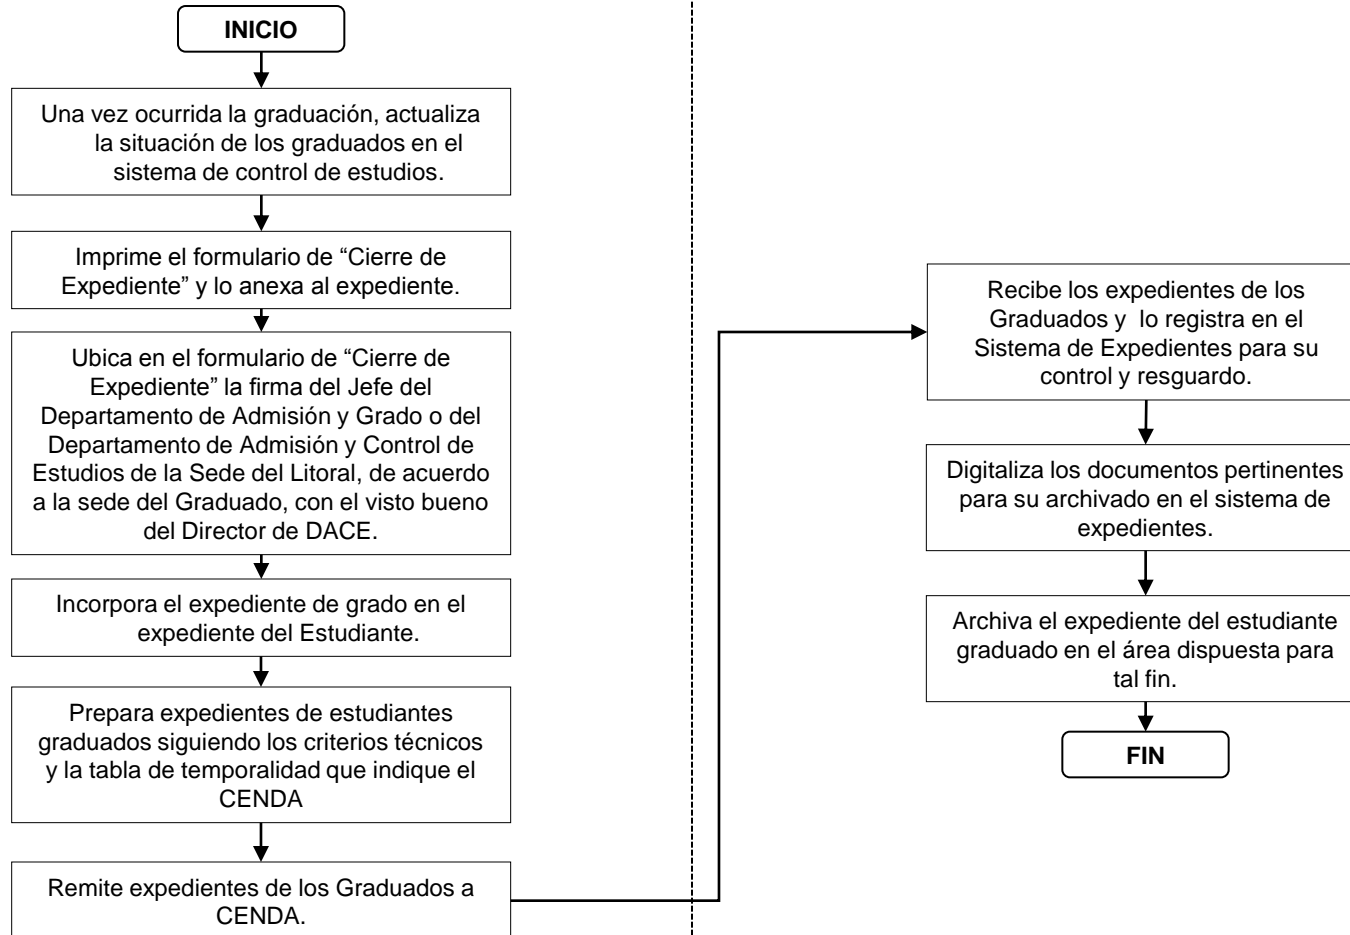 INICIO
Una vez ocurrida la graduación, actualiza
la situación de los graduados en el
sistema de control de estudios.
Imprime el formulario de “Cierre de
Expediente” y lo anexa al expediente.
Ubica en el formulario de “Cierre de
Expediente” la firma del Jefe del
Departamento de Admisión y Grado o del
Departamento de Admisión y Control de
Estudios de la Sede del Litoral, de acuerdo
a la sede del Graduado, con el visto bueno
del Director de DACE.
Incorpora el expediente de grado en el
expediente del Estudiante.
Prepara expedientes de estudiantes
graduados siguiendo los criterios técnicos
y la tabla de temporalidad que indique el
CENDA
Remite expedientes de los Graduados a
CENDA.
Recibe los expedientes de los
Graduados y  lo registra en el
Sistema de Expedientes para su
control y resguardo.
Digitaliza los documentos pertinentes
para su archivado en el sistema de
expedientes.
Archiva el expediente del estudiante
graduado en el área dispuesta para
tal fin.
FIN